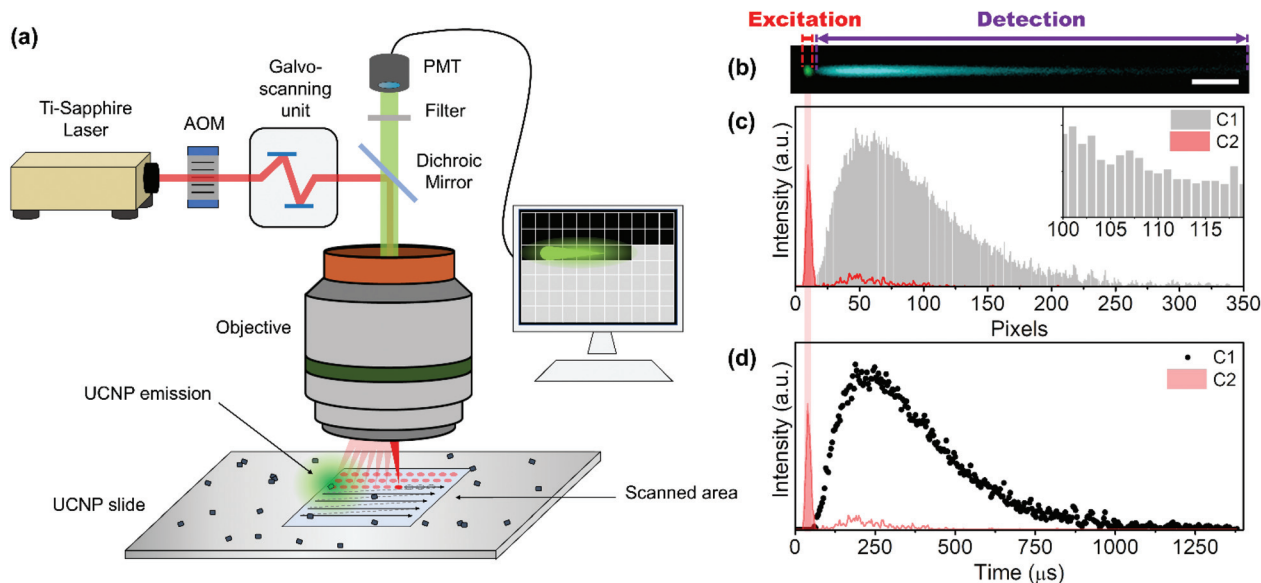 (a)
Ti-Sapphire
Laser
AOM
Galvo-
scanning
unit
PMT
Filter
Dichroic
Mirror
Objective
UCNP emission
UCNP slide
Scanned area
Excitation
Detection
(b)
(c)
Intensity (a.u.)
C1
C2
100 105 110 115
0 50 100 150 200 250 300 350
Pixels
(d)
Intensity (a.u.)
C1
C2
0 250 500 750 1000 1250
Time (μs)